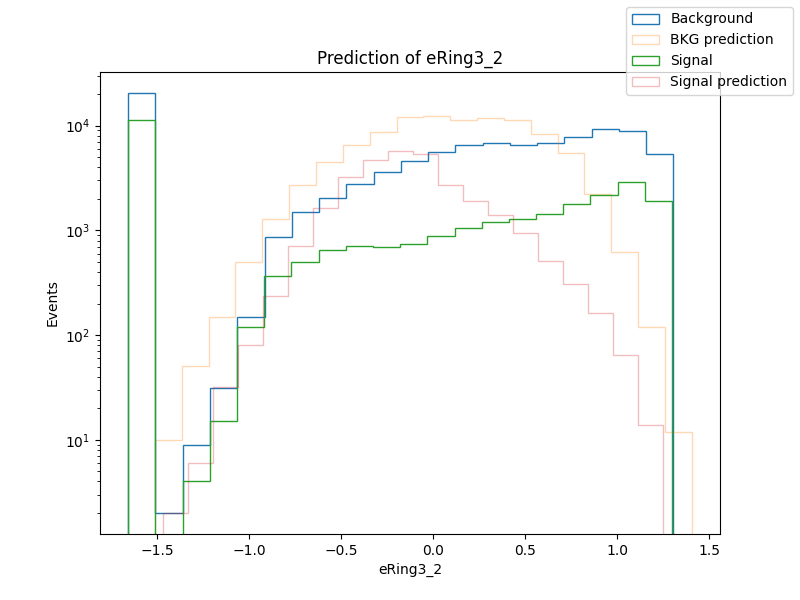 Prediction of eRing3_2
Background
BKG prediction
Signal
Signal prediction
Events
10⁴
10³
10²
10¹
−1.5 −1.0 −0.5 0.0 0.5 1.0 1.5
eRing3_2